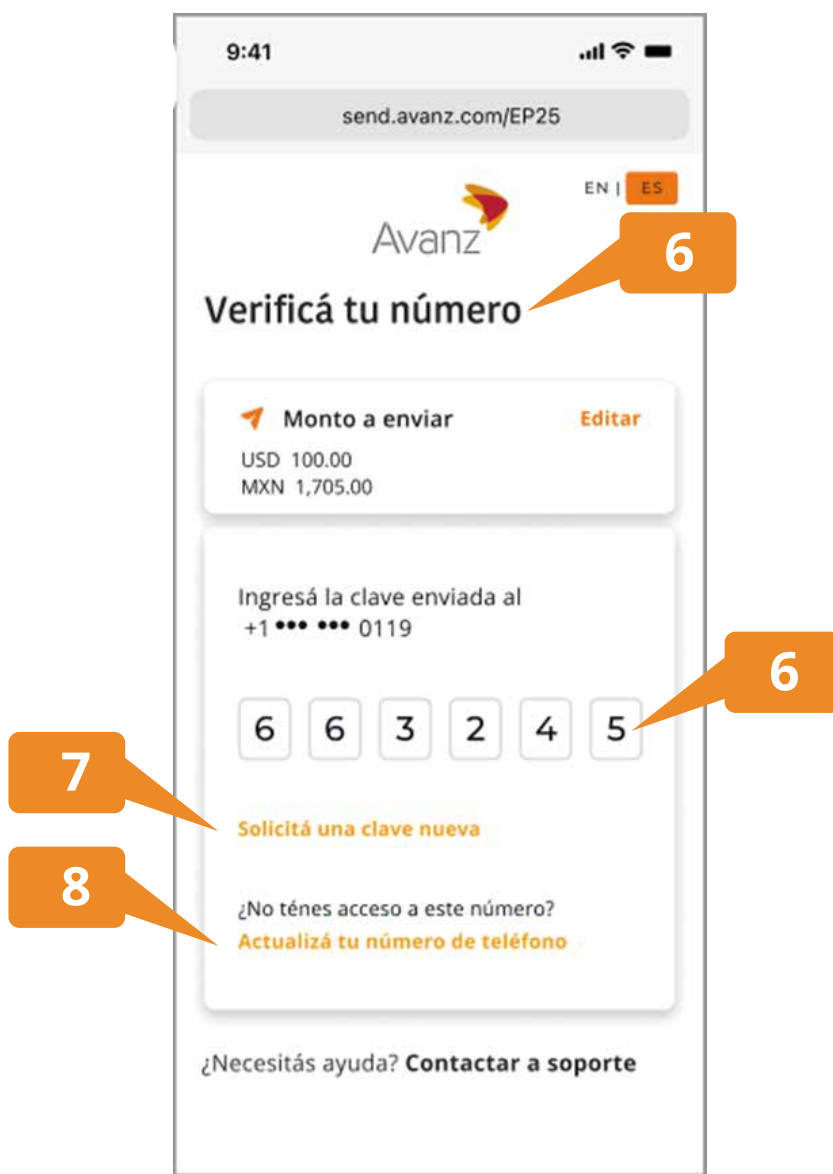 9:41
send.avanz.com/EP25
EN | ES
Avanz
6
Verificá tu número
Monto a enviar Editar
USD 100.00
MXN 1,705.00
Ingresá la clave enviada al
+1 ••• ••• 0119
6
6 6 3 2 4 5
7
Solicitá una clave nueva
8
¿No ténes acceso a este número?
Actualizá tu número de teléfono
¿Necesitás ayuda? Contactar a soporte